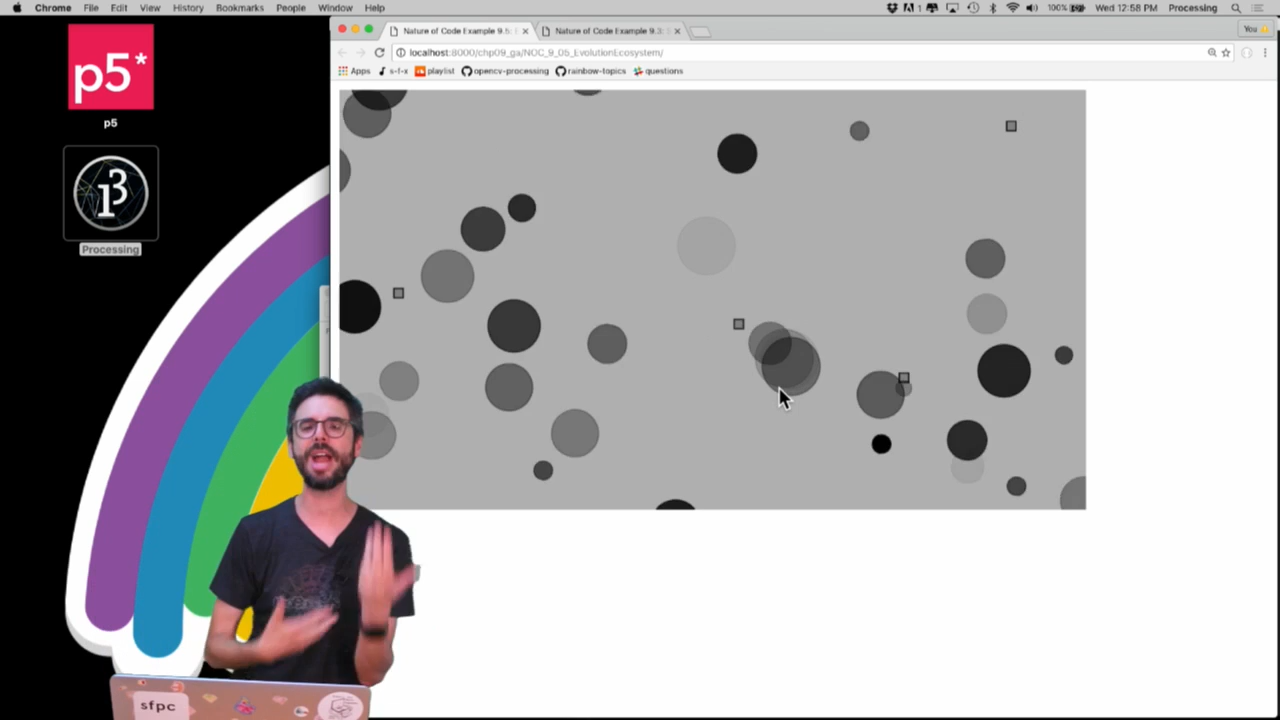 Chrome File Edit View History Bookmarks People Window Help
100% Wed 12:58 PM Processing
Nature of Code Example 9.5:
Nature of Code Example 9.3:
You
localhost:8000/chp09_ga/NOC_9_05_EvolutionEcosystem/
Apps s-f-x playlist opencv-processing rainbow-topics questions
p5*
p5
Processing
sfpc